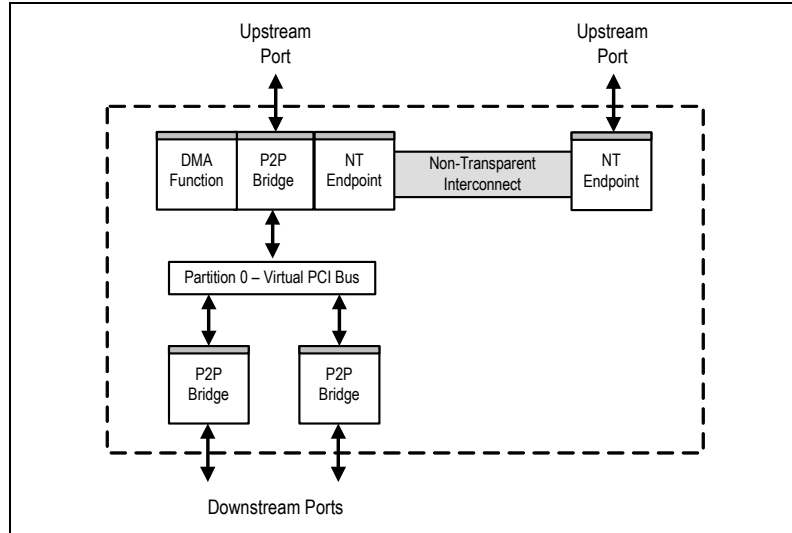 Upstream
Port
Upstream
Port
DMA
Function
P2P
Bridge
NT
Endpoint
Non-Transparent
Interconnect
NT
Endpoint
Partition 0 – Virtual PCI Bus
P2P
Bridge
P2P
Bridge
Downstream Ports